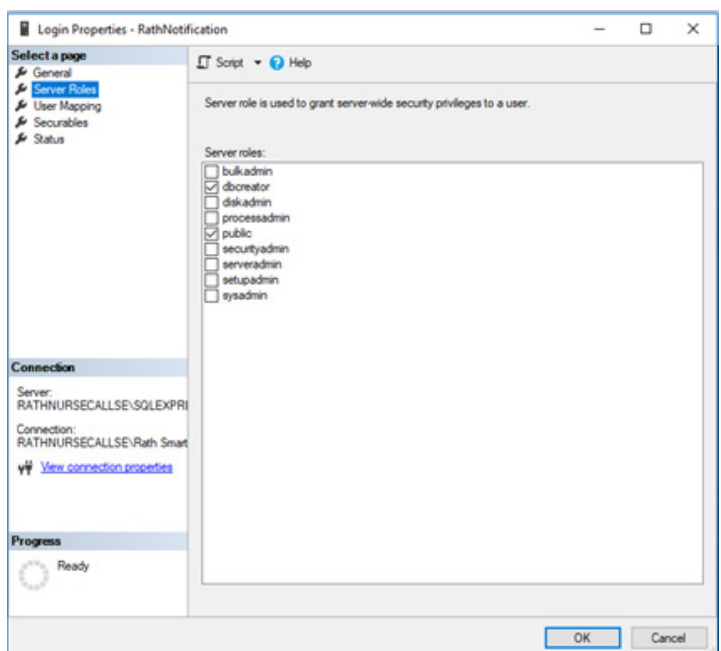 Login Properties - RathNotification
Select a page
General
Server Roles
User Mapping
Securables
Status
Script
Help
Server role is used to grant server-wide security privileges to a user.
Server roles:
bulkadmin
dbcreator
diskadmin
processadmin
public
securityadmin
serveradmin
setupadmin
sysadmin
Connection
Server:
RATHNURSECALLSE\SQLEXPRI
Connection:
RATHNURSECALLSE\Rath Smart
View connection properties
Progress
Ready
OK
Cancel